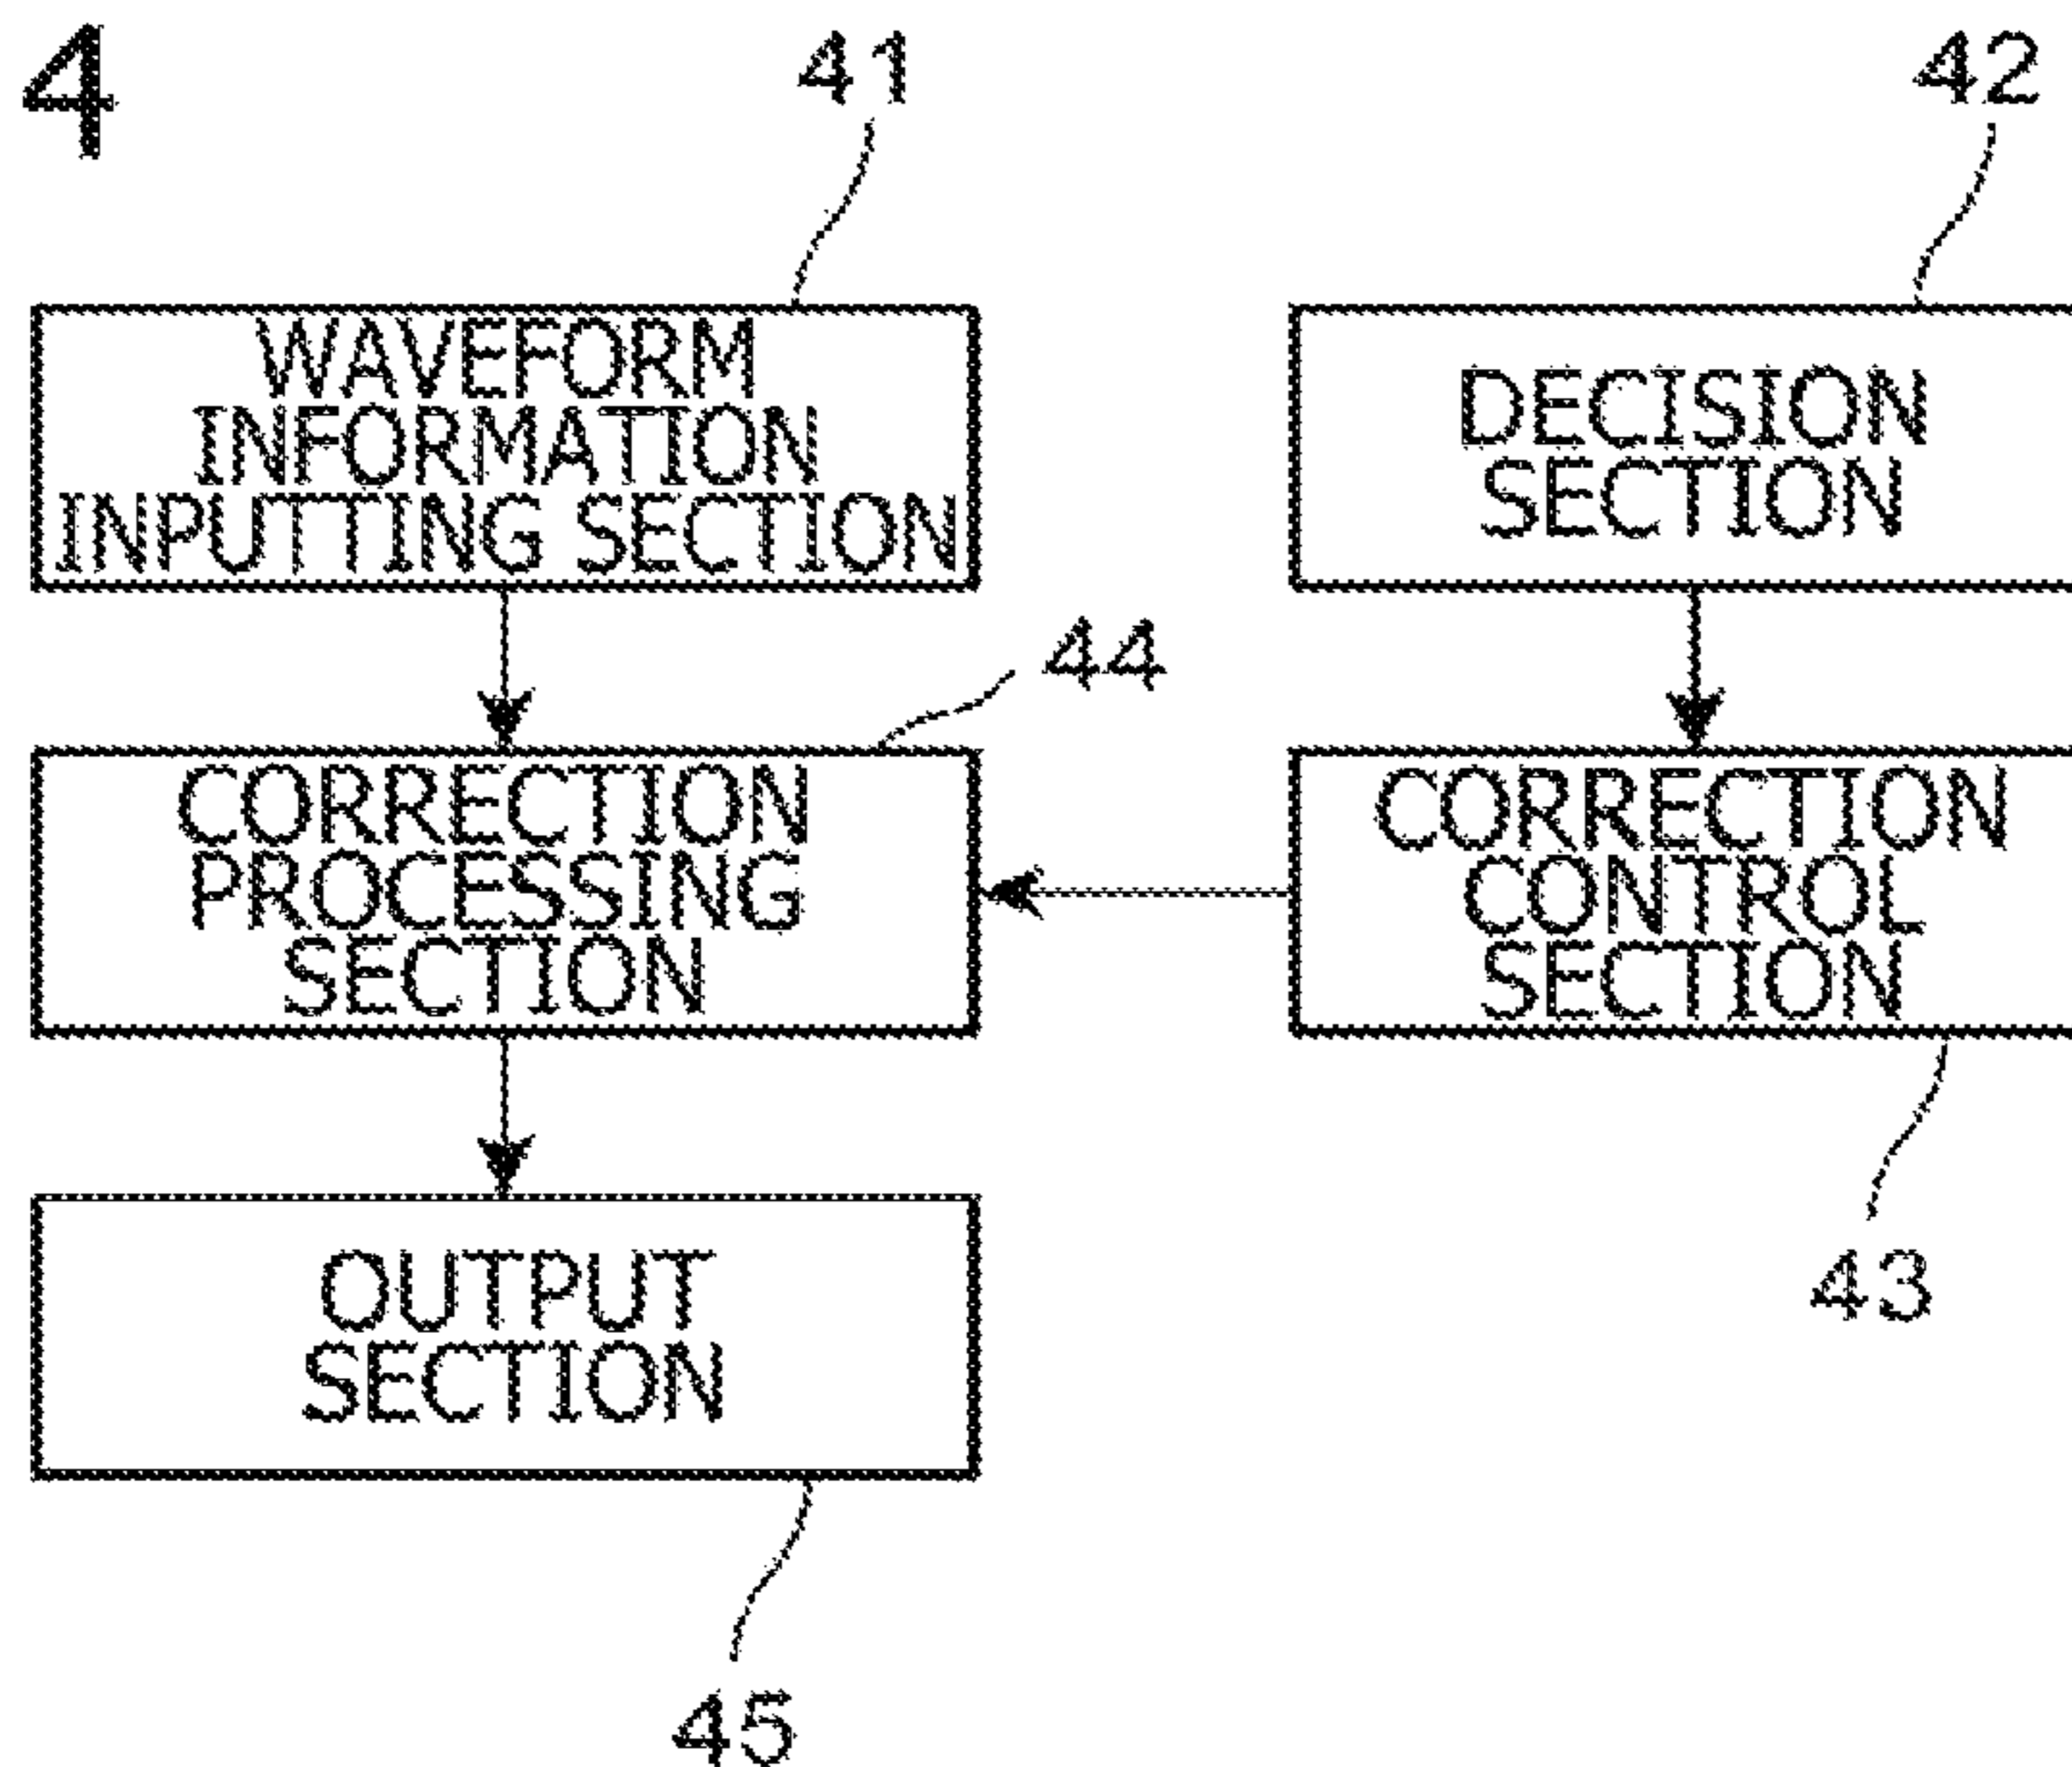 4
41
42
WAVEFORM
INFORMATION
INPUTTING SECTION
DECISION
SECTION
44
CORRECTION
PROCESSING
SECTION
CORRECTION
CONTROL
SECTION
OUTPUT
SECTION
43
45